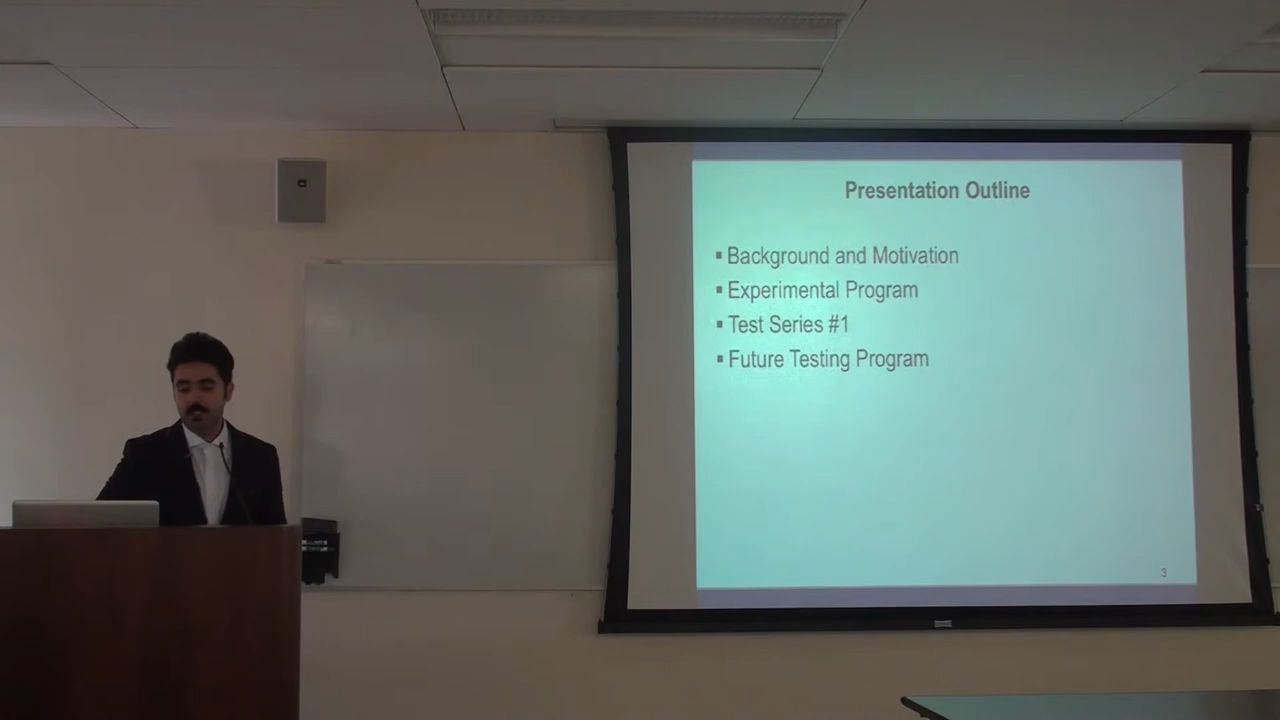 Presentation Outline
▪ Background and Motivation
▪ Experimental Program
▪ Test Series #1
▪ Future Testing Program
3